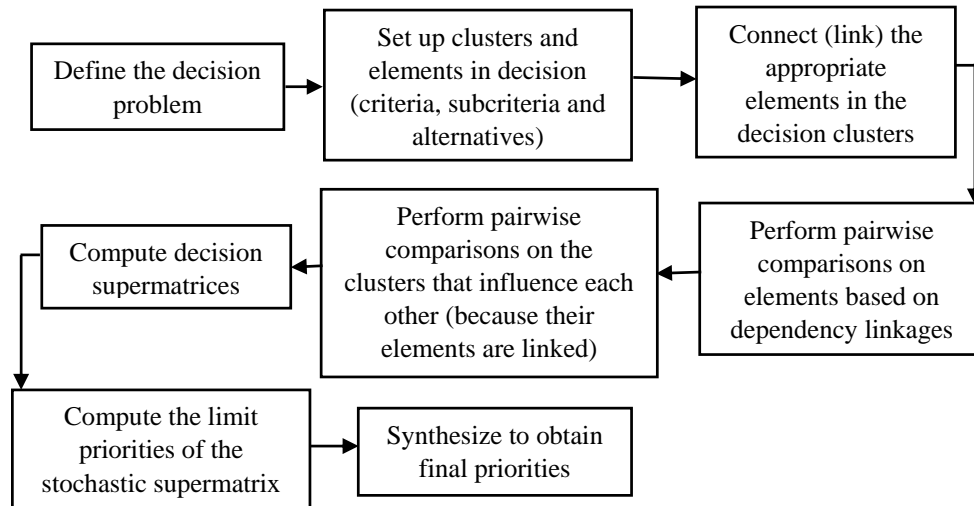 Define the decision
problem
Set up clusters and
elements in decision
(criteria, subcriteria and
alternatives)
Connect (link) the
appropriate
elements in the
decision clusters
Perform pairwise
comparisons on
elements based on
dependency linkages
Perform pairwise
comparisons on the
clusters that influence each
other (because their
elements are linked)
Compute decision
supermatrices
Compute the limit
priorities of the
stochastic supermatrix
Synthesize to obtain
final priorities